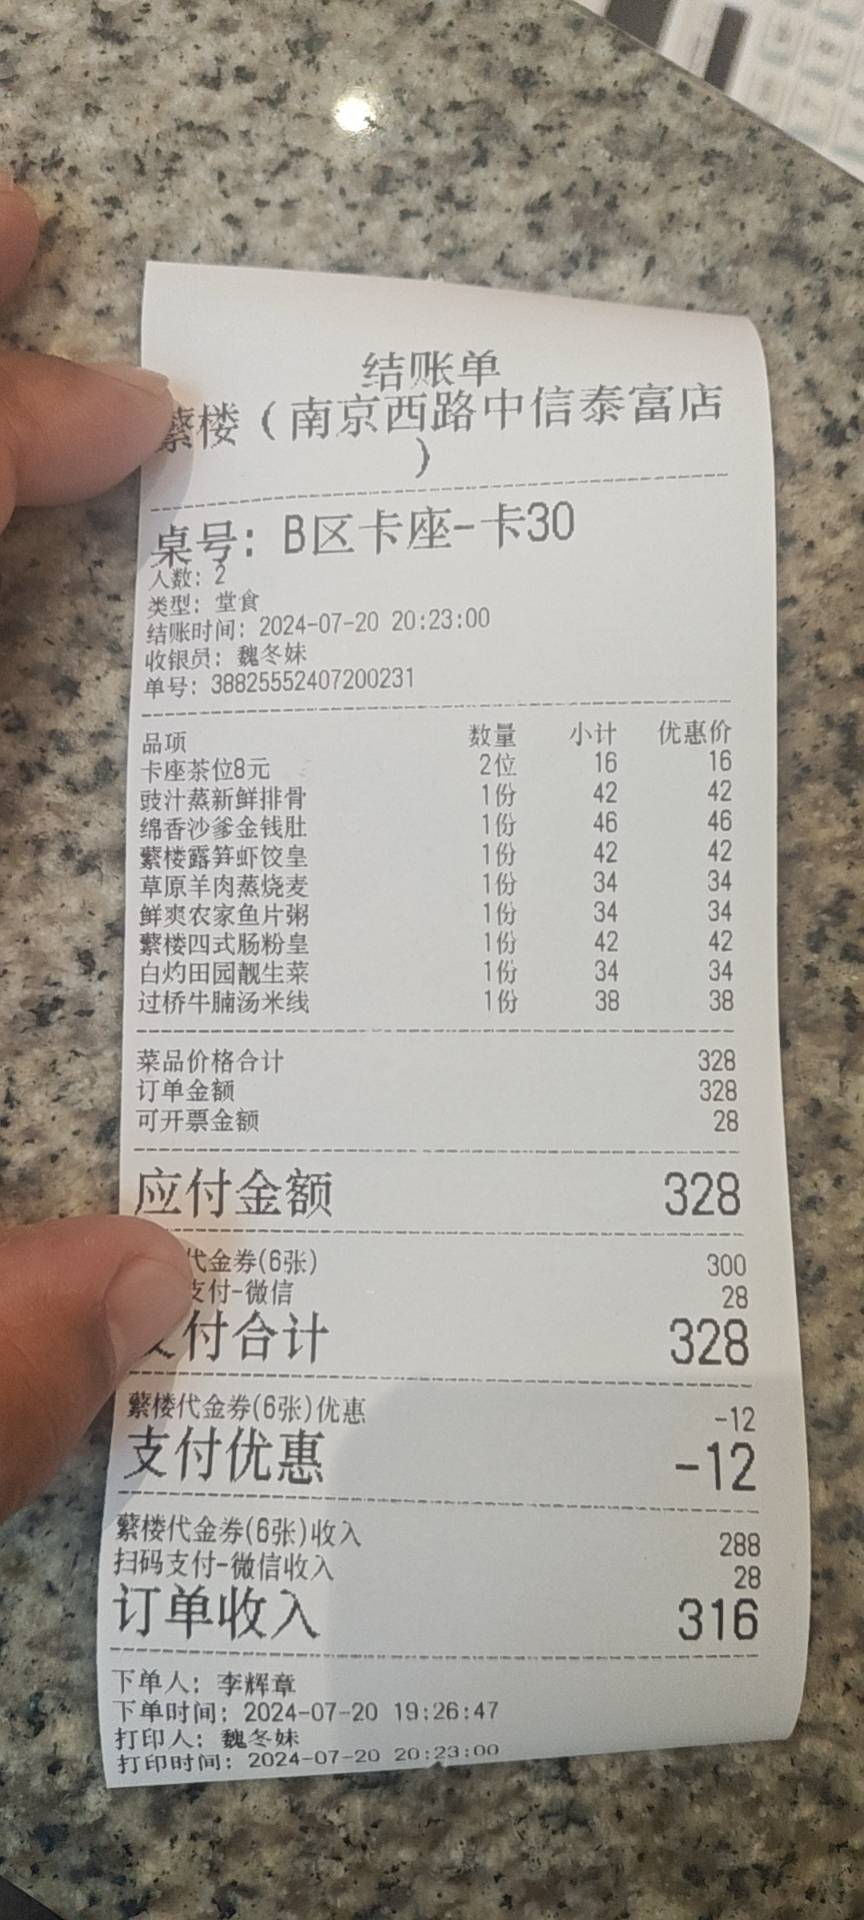 结账单
蘩楼（南京西路中信泰富店
）
桌号: B区卡座-卡30
人数: 2
类型: 堂食
结账时间: 2024-07-20 20:23:00
收银员: 魏冬妹
单号: 38825552407200231
品项 数量 小计 优惠价
卡座茶位8元 2位 16 16
豉汁蒸新鲜排骨 1份 42 42
绵香沙爹金钱肚 1份 46 46
蘩楼露笋虾饺皇 1份 42 42
草原羊肉蒸烧麦 1份 34 34
鲜爽农家鱼片粥 1份 34 34
蘩楼四式肠粉皇 1份 42 42
白灼田园靓生菜 1份 34 34
过桥牛腩汤米线 1份 38 38
菜品价格合计 328
订单金额 328
可开票金额 28
应付金额 328
代金券(6张) 300
支付-微信 28
支付合计 328
蘩楼代金券(6张)优惠 -12
支付优惠 -12
蘩楼代金券(6张)收入 288
扫码支付-微信收入 28
订单收入 316
下单人: 李辉章
下单时间: 2024-07-20 19:26:47
打印人: 魏冬妹
打印时间: 2024-07-20 20:23:00